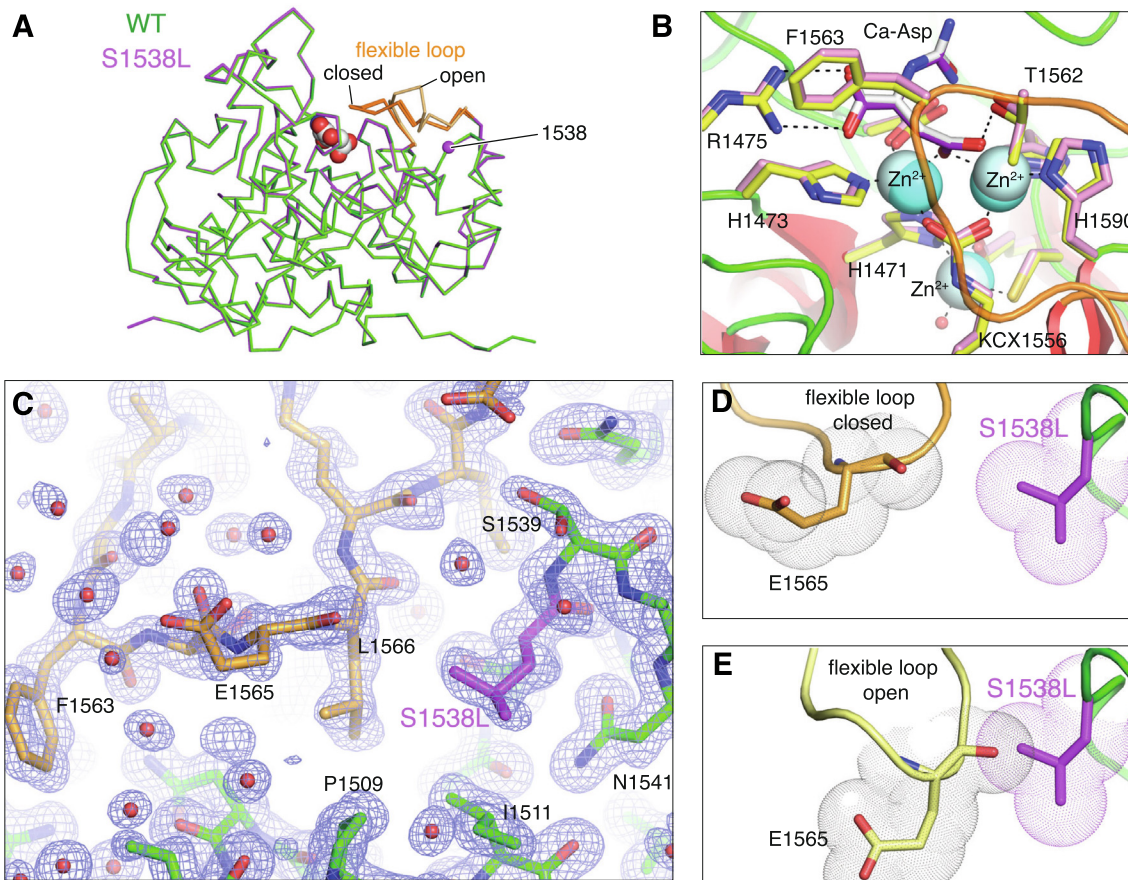 A
WT
S1538L
flexible loop
closed
open
1538
B
F1563
Ca-Asp
T1562
R1475
Zn²⁺
Zn²⁺
H1473
H1590
H1471
Zn²⁺
KCX1556
C
S1539
L1566
E1565
F1563
S1538L
P1509
N1541
I1511
D
flexible loop
closed
S1538L
E1565
E
flexible loop
open
S1538L
E1565